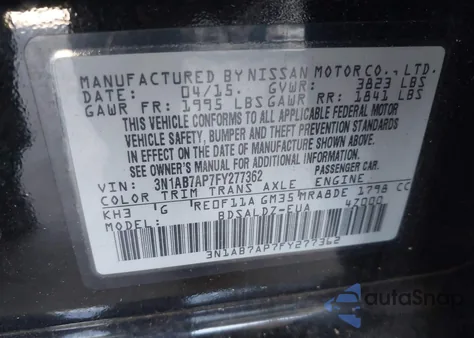 MANUFACTURED BY NISSAN MOTOR CO., LTD.
DATE: 04/15. GVWR: 3823 LBS
GAWR FR: 1995 LBS GAWR RR: 1841 LBS
THIS VEHICLE CONFORMS TO ALL APPLICABLE FEDERAL MOTOR
VEHICLE SAFETY, BUMPER AND THEFT PREVENTION STANDARDS
IN EFFECT ON THE DATE OF MANUFACTURE SHOWN ABOVE.
SEE OWNER'S MANUAL FOR ADDITIONAL INFORMATION.
VIN: 3N1AB7AP7FY277362 PASSENGER CAR
COLOR TRIM TRANS AXLE ENGINE
KH3 G RE0F11A GM35 MRA8DE 1798 CC
MODEL: BDSALDZ-EUA 47000
3N1AB7AP7FY277362
autaSnap